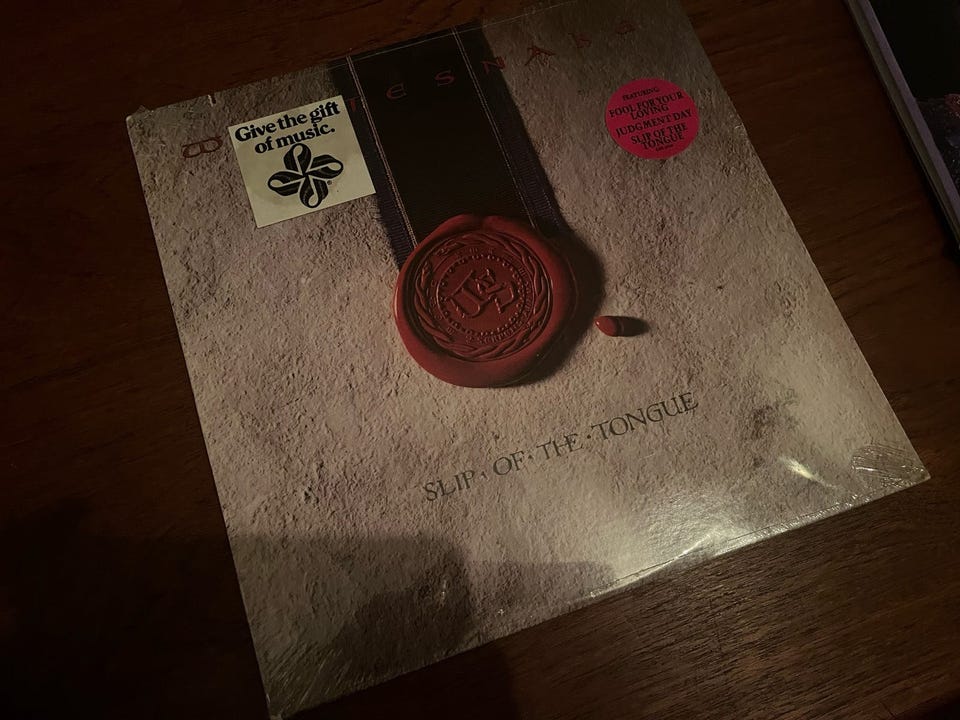 TESNAKE
Give the gift
of music.
®
FEATURING
FOOL FOR YOUR
LOVING
JUDGMENT DAY
SLIP OF THE
TONGUE
SLIP · OF · THE · TONGUE